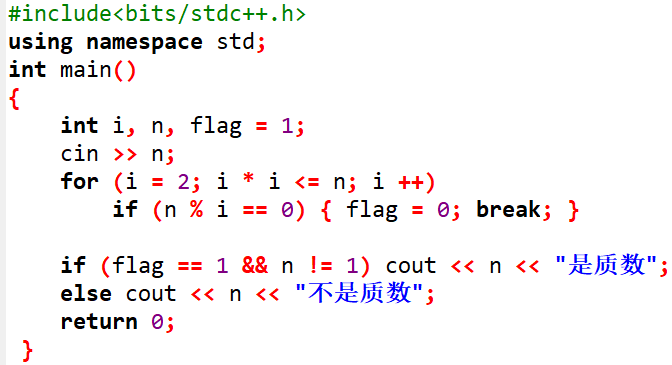 #include<bits/stdc++.h>
using namespace std;
int main()
{
    int i, n, flag = 1;
    cin >> n;
    for (i = 2; i * i <= n; i ++)
        if (n % i == 0) { flag = 0; break; }

    if (flag == 1 && n != 1) cout << n << "是质数";
    else cout << n << "不是质数";
    return 0;
 }